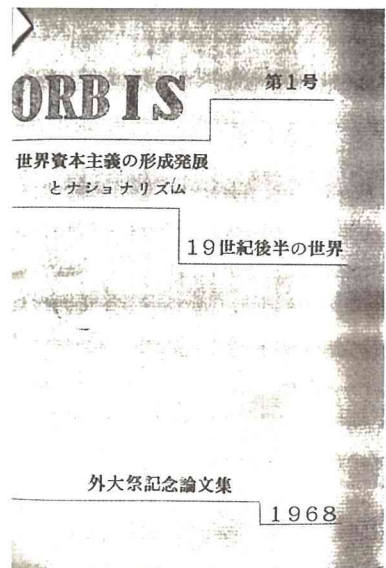 ORBIS
第1号
世界資本主義の形成発展
とナショナリズム
19世紀後半の世界
外大祭記念論文集
1968